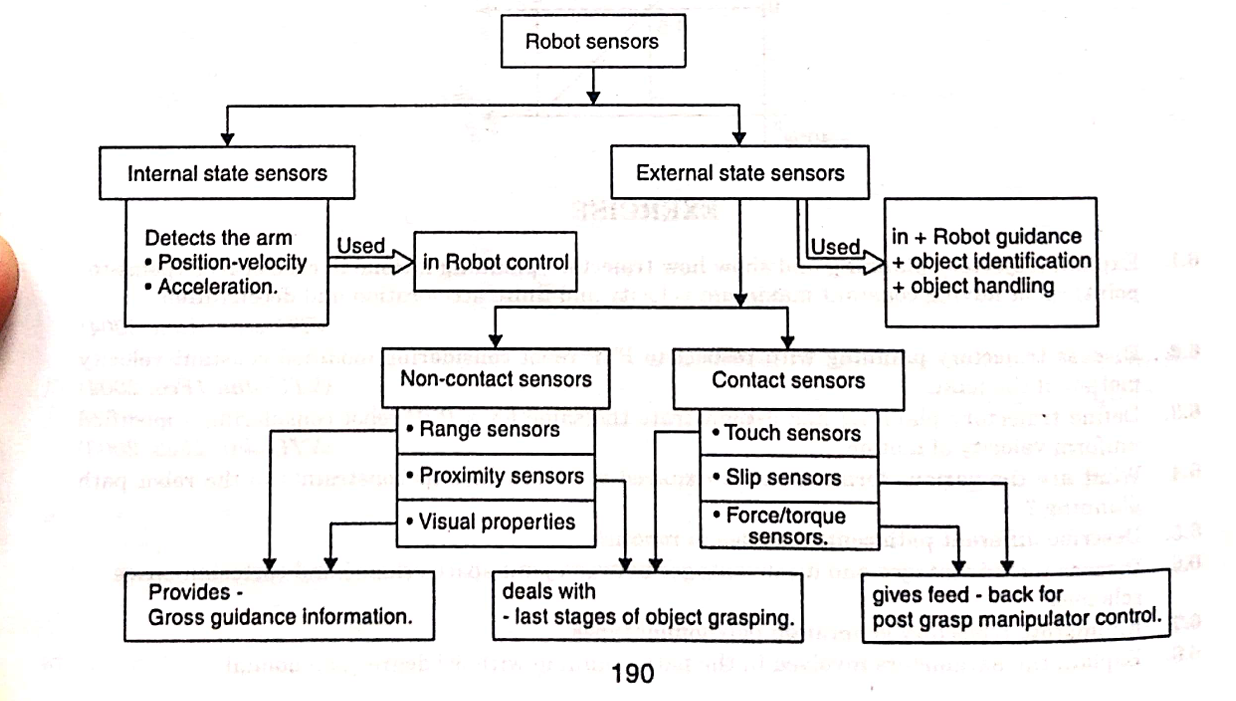 Robot sensors
Internal state sensors
External state sensors
Detects the arm
• Position-velocity
• Acceleration.
Used
in Robot control
Used
in + Robot guidance
+ object identification
+ object handling
Non-contact sensors
• Range sensors
• Proximity sensors
• Visual properties
Contact sensors
• Touch sensors
• Slip sensors
• Force/torque
sensors.
Provides -
Gross guidance information.
deals with
- last stages of object grasping.
gives feed - back for
post grasp manipulator control.
190